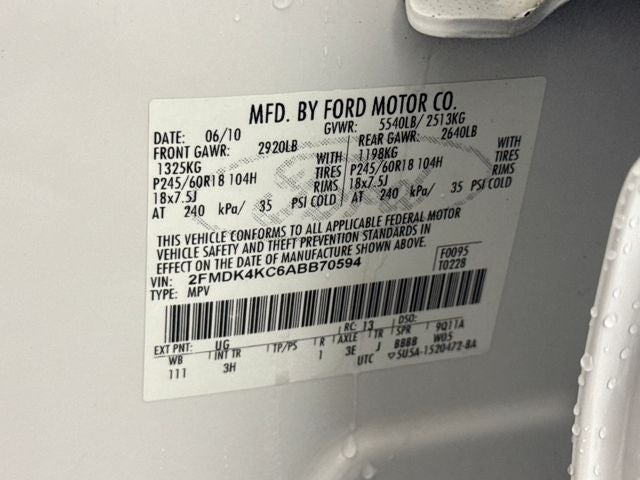 MFD. BY FORD MOTOR CO.
DATE: 06/10 GVWR: 5540LB/ 2513KG
FRONT GAWR: 2920LB REAR GAWR: 2640LB
1325KG WITH 1198KG WITH
P245/60R18 104H TIRES P245/60R18 104H TIRES
18x7.5J RIMS 18x7.5J RIMS
AT 240 kPa/ 35 PSI COLD AT 240 kPa/ 35 PSI COLD
THIS VEHICLE CONFORMS TO ALL APPLICABLE FEDERAL MOTOR
VEHICLE SAFETY AND THEFT PREVENTION STANDARDS IN
EFFECT ON THE DATE OF MANUFACTURE SHOWN ABOVE.
VIN: 2FMDK4KC6ABB70594 F0095
TYPE: MPV T0228
RC: 13 DSO:
EXT PNT: UG 9Q11A
WB INT TR TP/PS R AXLE TR SPR W05
111 3H 1 3E J BBBB
UTC 5U5A-1520472-BA